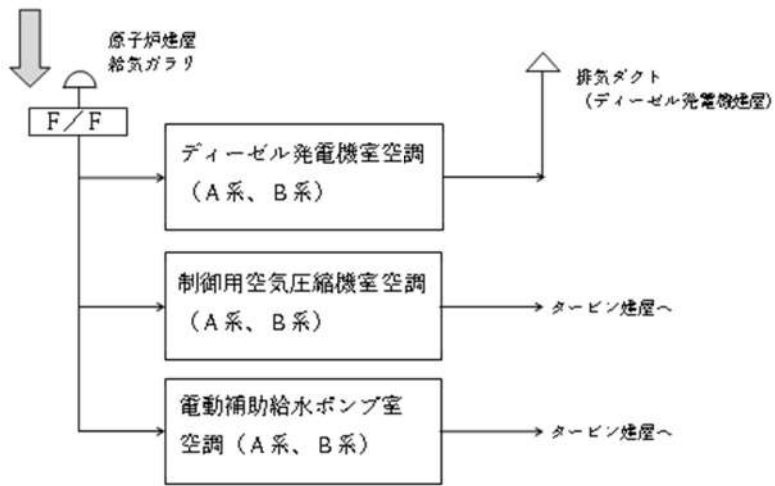 原子炉建屋
給気ガラリ
F/F
排気ダクト
(ディーゼル発電機建屋)
ディーゼル発電機室空調
(A系、B系)
制御用空気圧縮機室空調
(A系、B系)
タービン建屋へ
電動補助給水ポンプ室
空調(A系、B系)
タービン建屋へ